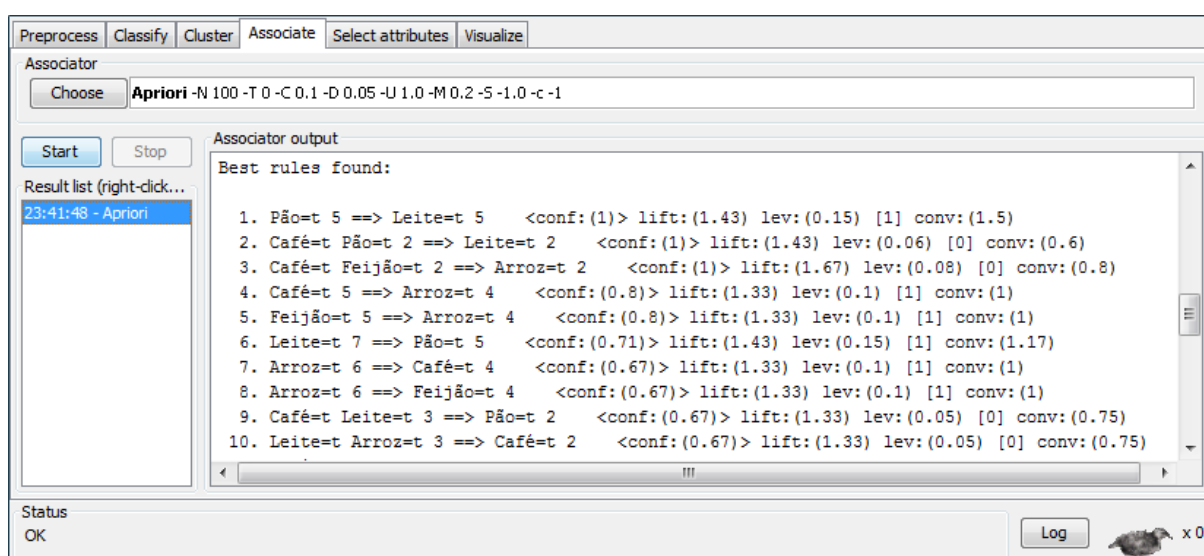 Preprocess Classify Cluster Associate Select attributes Visualize
Associator
Choose Apriori -N 100 -T 0 -C 0.1 -D 0.05 -U 1.0 -M 0.2 -S -1.0 -c -1
Start Stop
Result list (right-click...
23:41:48 - Apriori
Associator output
Best rules found:
1. Pão=t 5 ==> Leite=t 5 <conf:(1)> lift:(1.43) lev:(0.15) [1] conv:(1.5)
2. Café=t Pão=t 2 ==> Leite=t 2 <conf:(1)> lift:(1.43) lev:(0.06) [0] conv:(0.6)
3. Café=t Feijão=t 2 ==> Arroz=t 2 <conf:(1)> lift:(1.67) lev:(0.08) [0] conv:(0.8)
4. Café=t 5 ==> Arroz=t 4 <conf:(0.8)> lift:(1.33) lev:(0.1) [1] conv:(1)
5. Feijão=t 5 ==> Arroz=t 4 <conf:(0.8)> lift:(1.33) lev:(0.1) [1] conv:(1)
6. Leite=t 7 ==> Pão=t 5 <conf:(0.71)> lift:(1.43) lev:(0.15) [1] conv:(1.17)
7. Arroz=t 6 ==> Café=t 4 <conf:(0.67)> lift:(1.33) lev:(0.1) [1] conv:(1)
8. Arroz=t 6 ==> Feijão=t 4 <conf:(0.67)> lift:(1.33) lev:(0.1) [1] conv:(1)
9. Café=t Leite=t 3 ==> Pão=t 2 <conf:(0.67)> lift:(1.33) lev:(0.05) [0] conv:(0.75)
10. Leite=t Arroz=t 3 ==> Café=t 2 <conf:(0.67)> lift:(1.33) lev:(0.05) [0] conv:(0.75)
Status
OK
Log x 0